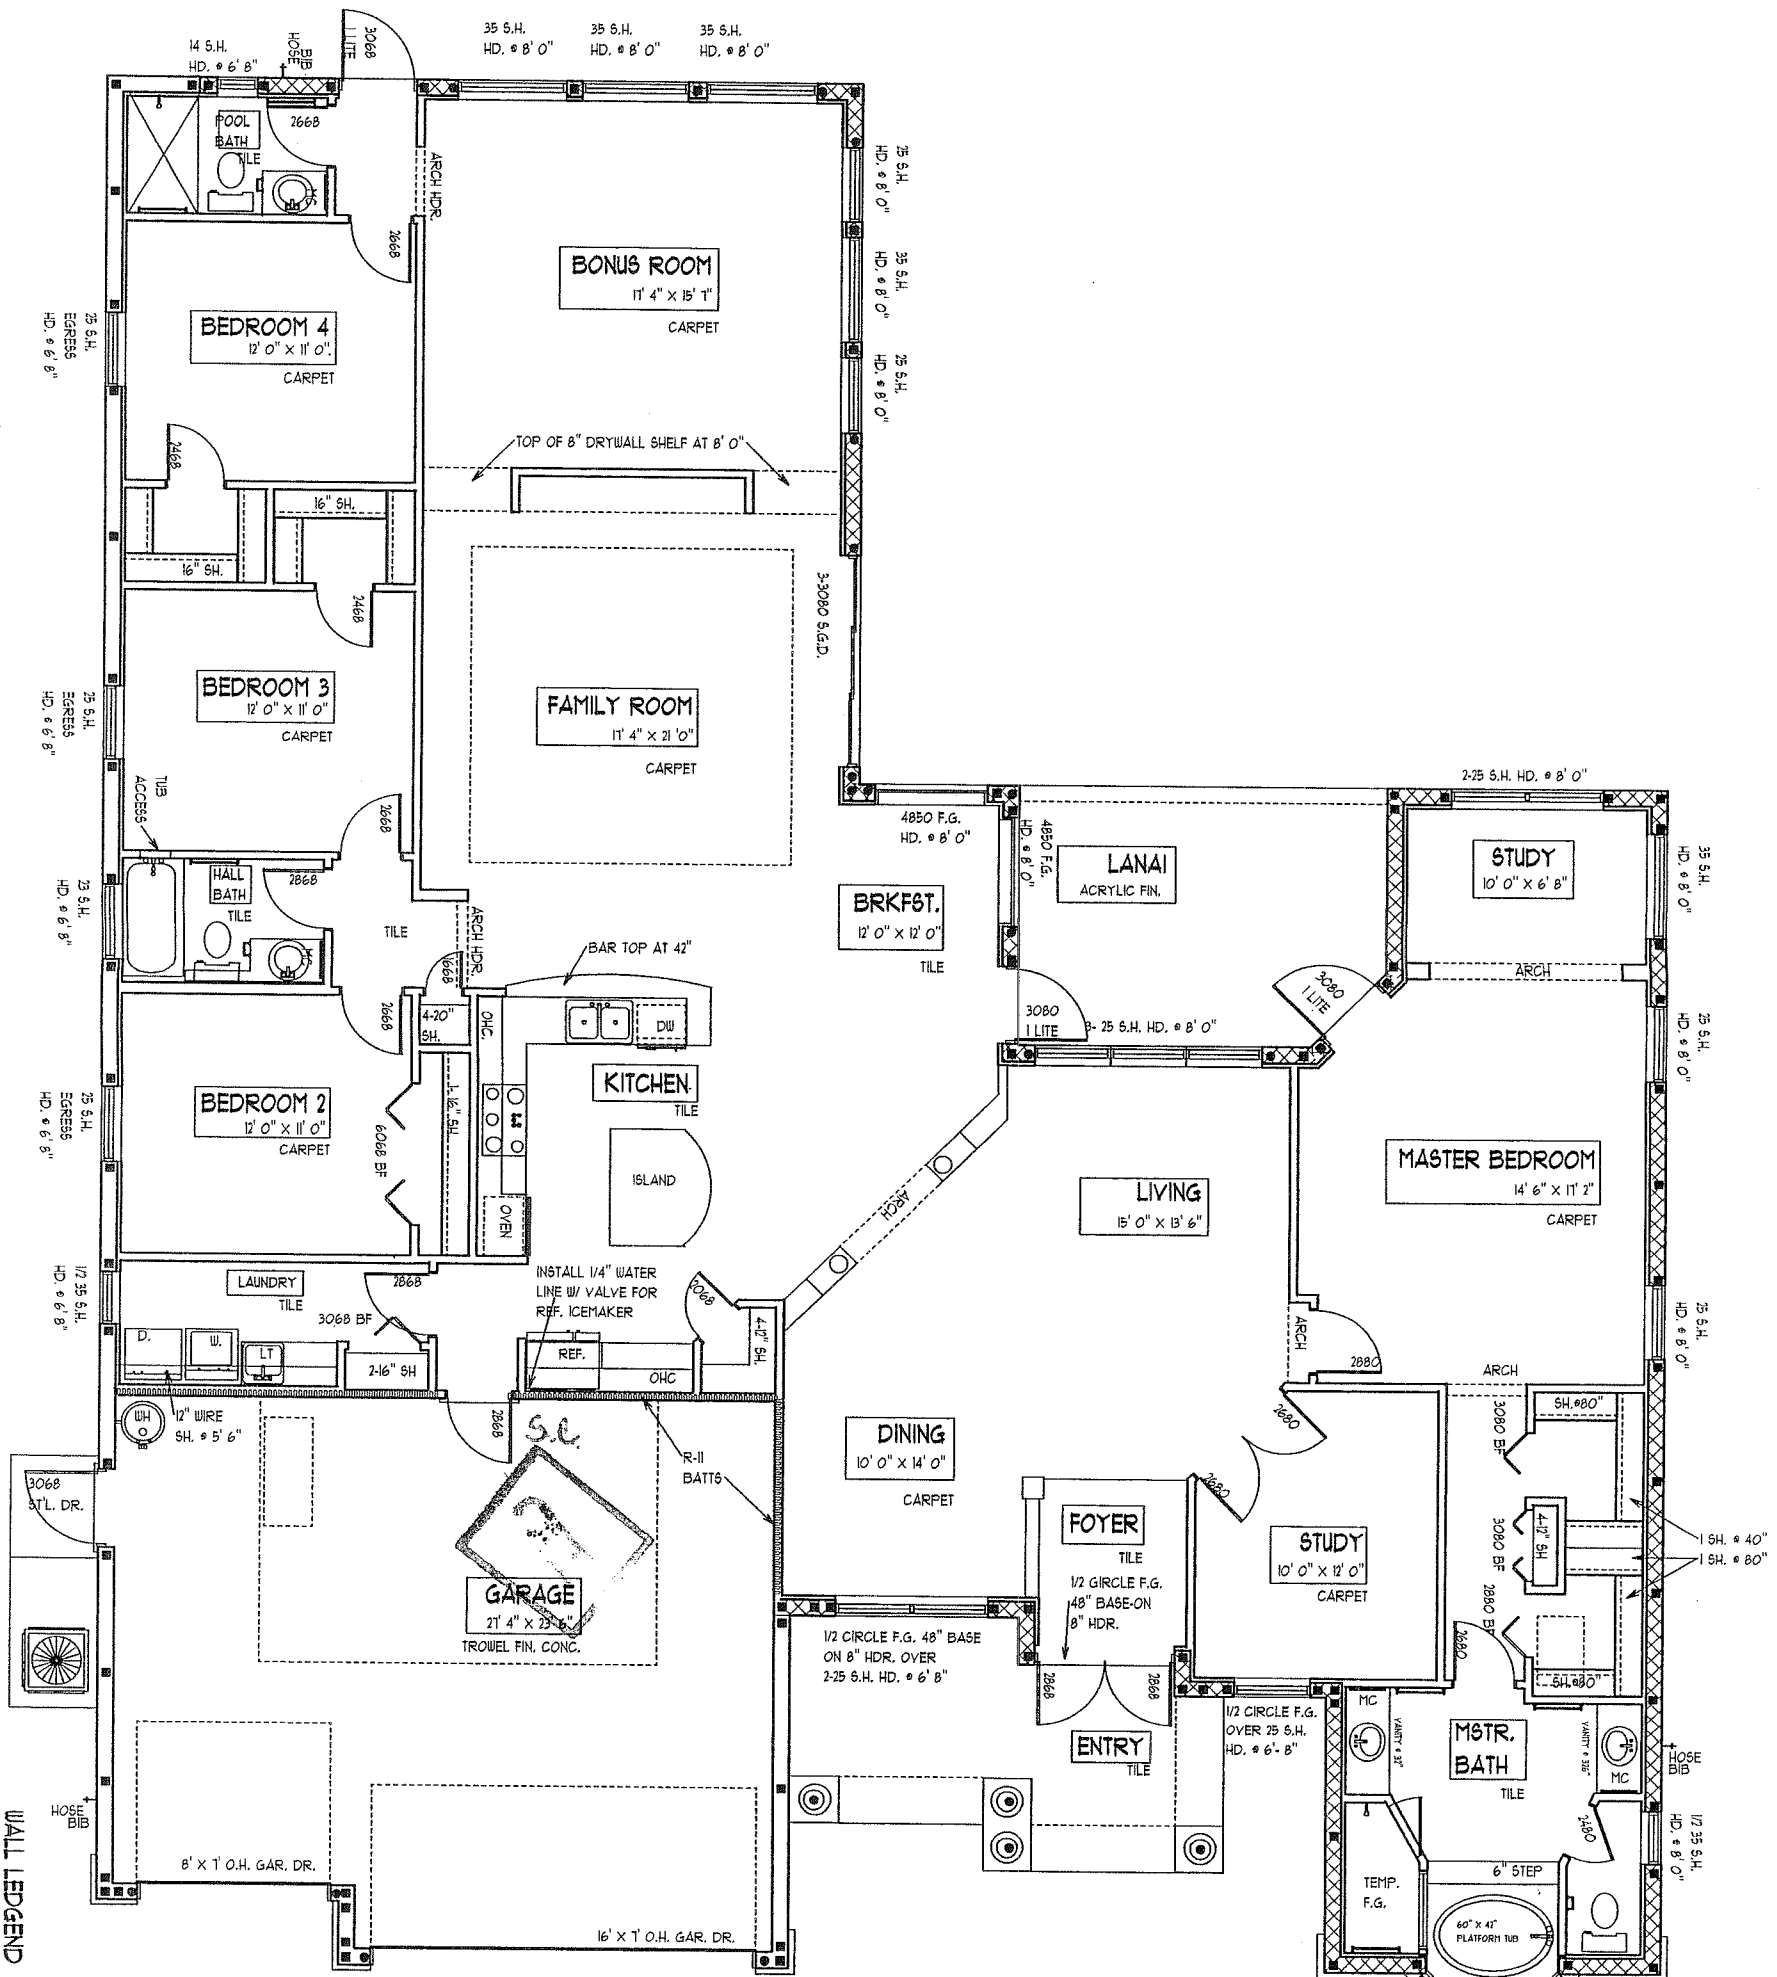 14 S.H.
HD. @ 6' 8"
HOSE
BIB
3068
1 LITE
35 S.H.
HD. @ 8' 0"
35 S.H.
HD. @ 8' 0"
35 S.H.
HD. @ 8' 0"
POOL
BATH
TILE
2668
MC
ARCH HDR.
2668
25 S.H.
HD. @ 8' 0"
35 S.H.
HD. @ 8' 0"
25 S.H.
HD. @ 8' 0"
BONUS ROOM
17' 4" X 15' 7"
CARPET
BEDROOM 4
12' 0" X 11' 0"
CARPET
25 S.H.
EGRESS
HD. @ 6' 8"
2468
TOP OF 8" DRYWALL SHELF AT 8' 0"
16" SH.
16" SH.
2468
3-3080 S.G.D.
BEDROOM 3
12' 0" X 11' 0"
CARPET
25 S.H.
EGRESS
HD. @ 6' 8"
FAMILY ROOM
17' 4" X 21' 0"
CARPET
TUB
ACCESS
2668
2-25 S.H. HD. @ 8' 0"
4850 F.G.
HD. @ 8' 0"
4850 F.G.
HD. @ 8' 0"
LANAI
ACRYLIC FIN.
STUDY
10' 0" X 6' 8"
35 S.H.
HD. @ 8' 0"
HALL
BATH
TILE
2868
MC
23 S.H.
HD. @ 6' 8"
TILE
ARCH HDR.
1668
BRKFST.
12' 0" X 12' 0"
TILE
BAR TOP AT 42"
ARCH
3080
1 LITE
3080
1 LITE
3- 25 S.H. HD. @ 8' 0"
25 S.H.
HD. @ 8' 0"
2668
4-20"
SH.
OHC
DW
KITCHEN
TILE
BEDROOM 2
12' 0" X 11' 0"
CARPET
25 S.H.
EGRESS
HD. @ 6' 8"
6068 BF
1-16" SH.
OVEN
ISLAND
ARCH
LIVING
15' 0" X 13' 6"
MASTER BEDROOM
14' 6" X 17' 2"
CARPET
LAUNDRY
TILE
2868
3068 BF
1/2 35 S.H.
HD. @ 6' 8"
INSTALL 1/4" WATER
LINE W/ VALVE FOR
REF. ICEMAKER
2068
4-12" SH.
25 S.H.
HD. @ 8' 0"
D.
W.
LT
2-16" SH
REF.
OHC
ARCH
2880
ARCH
WH
12" WIRE
SH. @ 5' 6"
2868
S.C.
R-11
BATTS
DINING
10' 0" X 14' 0"
CARPET
2680
2680
3080 BF
SH.@80"
3068
ST'L. DR.
FOYER
TILE
STUDY
10' 0" X 12' 0"
CARPET
3080 BF
4-12" SH
1 SH. @ 40"
1 SH. @ 80"
GARAGE
21' 4" X 23' 6"
TROWEL FIN. CONC.
1/2 CIRCLE F.G.
48" BASE-ON
8" HDR.
1/2 CIRCLE F.G. 48" BASE
ON 8" HDR. OVER
2-25 S.H. HD. @ 6' 8"
2880 BF
2680
SH.@80"
2868
2868
1/2 CIRCLE F.G.
OVER 25 S.H.
HD. @ 6'- 8"
ENTRY
TILE
MC
VANITY @ 32"
MSTR.
BATH
TILE
MC
HOSE
BIB
HOSE
BIB
2480
1/2 35 S.H.
HD. @ 8' 0"
8' X 7' O.H. GAR. DR.
16' X 7' O.H. GAR. DR.
TEMP.
F.G.
6" STEP
60" X 42"
PLATFORM TUB
WALL LEDGEND